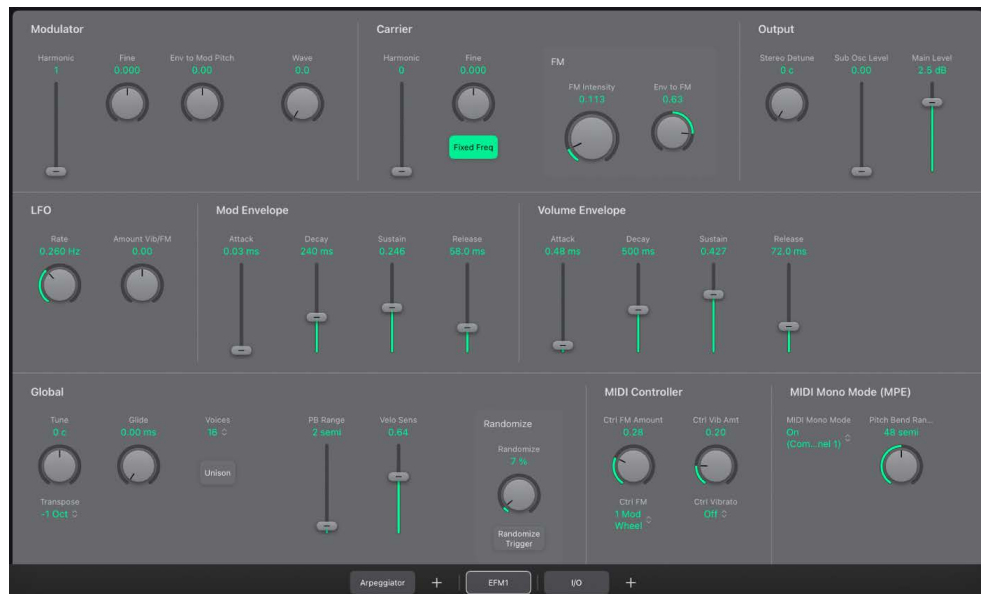 Modulator
Carrier
Output
Harmonic
Fine
Env to Mod Pitch
Wave
1
0.000
0.00
0.0
Harmonic
Fine
0
0.000
Fixed Freq
FM
FM Intensity
Env to FM
0.113
0.63
Stereo Detune
Sub Osc Level
Main Level
0 c
0.00
2.5 dB
LFO
Mod Envelope
Volume Envelope
Rate
Amount Vib/FM
0.260 Hz
0.00
Attack
Decay
Sustain
Release
0.03 ms
240 ms
0.246
58.0 ms
Attack
Decay
Sustain
Release
0.48 ms
500 ms
0.427
72.0 ms
Global
MIDI Controller
MIDI Mono Mode (MPE)
Tune
Glide
Voices
PB Range
Velo Sens
0 c
0.00 ms
16
2 semi
0.64
Unison
Transpose
-1 Oct
Randomize
Randomize
7 %
Randomize
Trigger
Ctrl FM Amount
Ctrl Vib Amt
0.28
0.20
Ctrl FM
Ctrl Vibrato
1 Mod
Wheel
Off
MIDI Mono Mode
Pitch Bend Ran...
On
(Com...nel 1)
48 semi
Arpeggiator
+
EFM1
I/O
+